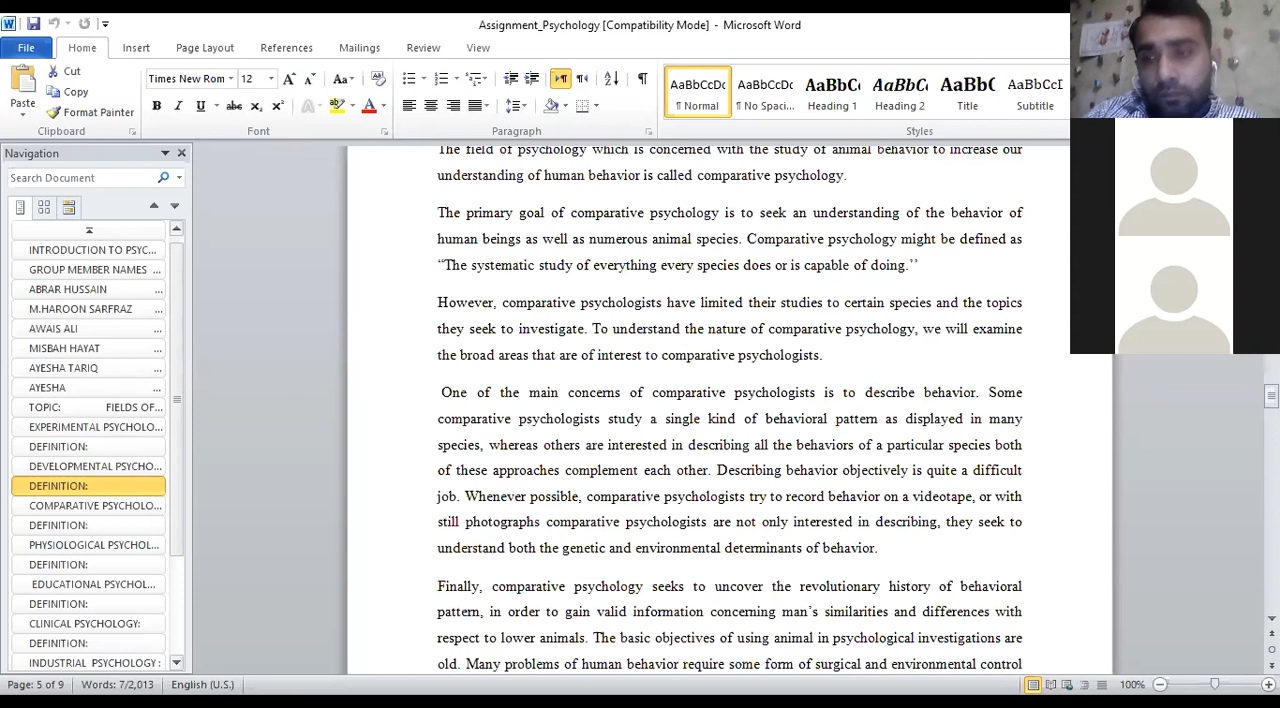 Assignment_Psychology [Compatibility Mode] - Microsoft Word
File Home Insert Page Layout References Mailings Review View
Paste
Cut
Copy
Format Painter
Times New Rom 12
AaBbCcDc AaBbCcDc AaBbC AaBbCc AaBb( AaBbCcDc
¶ Normal ¶ No Spaci... Heading 1 Heading 2 Title Subtitle
Clipboard Font Paragraph Styles
Navigation
Search Document
INTRODUCTION TO PSYC...
GROUP MEMBER NAMES ...
ABRAR HUSSAIN ...
M.HAROON SARFRAZ ...
AWAIS ALI ...
MISBAH HAYAT ...
AYESHA TARIQ ...
AYESHA ...
TOPIC: FIELDS OF...
EXPERIMENTAL PSYCHOLO...
DEFINITION:
DEVELOPMENTAL PSYCHO...
DEFINITION:
COMPARATIVE PSYCHOLO...
DEFINITION:
PHYSIOLOGICAL PSYCHOL...
DEFINITION:
EDUCATIONAL PSYCHOL...
DEFINITION:
CLINICAL PSYCHOLOGY:
DEFINITION:
INDUSTRIAL PSYCHOLOGY :
The field of psychology which is concerned with the study of animal behavior to increase our
understanding of human behavior is called comparative psychology.
The primary goal of comparative psychology is to seek an understanding of the behavior of
human beings as well as numerous animal species. Comparative psychology might be defined as
“The systematic study of everything every species does or is capable of doing.’’
However, comparative psychologists have limited their studies to certain species and the topics
they seek to investigate. To understand the nature of comparative psychology, we will examine
the broad areas that are of interest to comparative psychologists.
One of the main concerns of comparative psychologists is to describe behavior. Some
comparative psychologists study a single kind of behavioral pattern as displayed in many
species, whereas others are interested in describing all the behaviors of a particular species both
of these approaches complement each other. Describing behavior objectively is quite a difficult
job. Whenever possible, comparative psychologists try to record behavior on a videotape, or with
still photographs comparative psychologists are not only interested in describing, they seek to
understand both the genetic and environmental determinants of behavior.
Finally, comparative psychology seeks to uncover the revolutionary history of behavioral
pattern, in order to gain valid information concerning man’s similarities and differences with
respect to lower animals. The basic objectives of using animal in psychological investigations are
old. Many problems of human behavior require some form of surgical and environmental control
Page: 5 of 9 Words: 7/2,013 English (U.S.) 100%